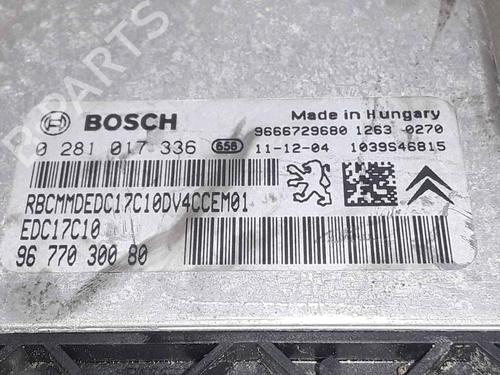 B PARTS
BOSCH
Made in Hungary
9666729680 1263 0270
0 281 017 336 656 11-12-04 1039S46815
RBCMMDEDC17C10DV4CCEM01
EDC17C10
96 770 300 80